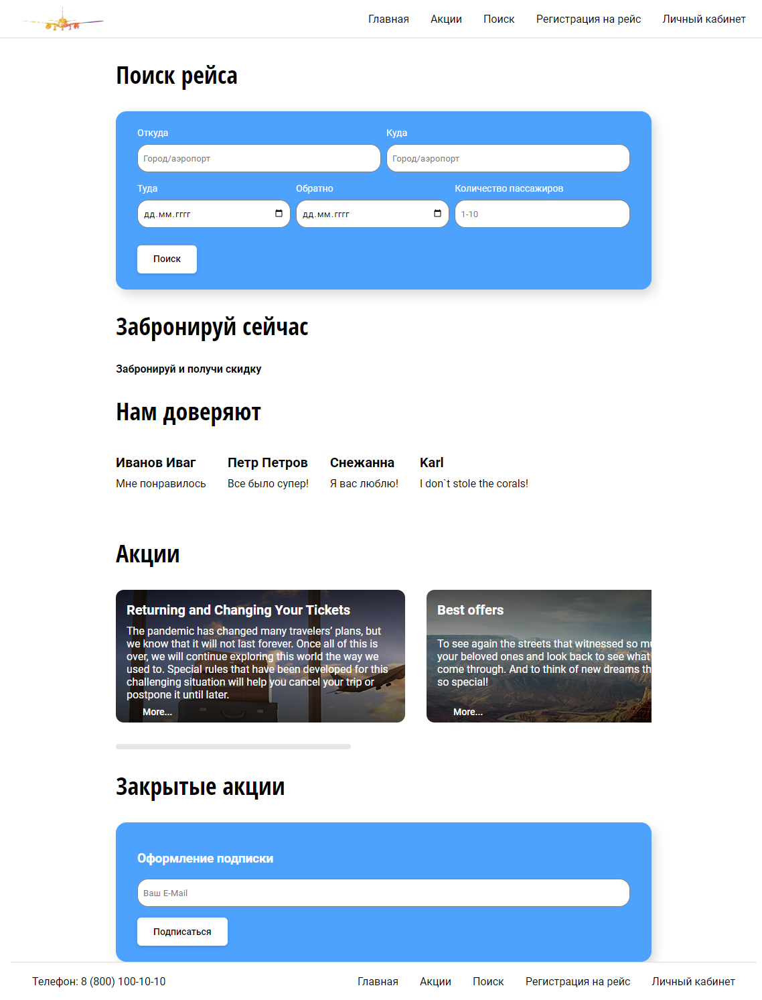 Главная Акции Поиск Регистрация на рейс Личный кабинет
Поиск рейса
Откуда Куда
Город/аэропорт Город/аэропорт
Туда Обратно Количество пассажиров
дд.мм.гггг дд.мм.гггг 1-10
Поиск
Забронируй сейчас
Забронируй и получи скидку
Нам доверяют
Иванов Иваг Петр Петров Снежанна Karl
Мне понравилось Все было супер! Я вас люблю! I don`t stole the corals!
Акции
Returning and Changing Your Tickets
The pandemic has changed many travelers’ plans, but
we know that it will not last forever. Once all of this is
over, we will continue exploring this world the way we
used to. Special rules that have been developed for this
challenging situation will help you cancel your trip or
postpone it until later.
More...
Best offers
To see again the streets that witnessed so
your beloved ones and look back to see what
come through. And to think of new dreams
so special!
More...
Закрытые акции
Оформление подписки
Ваш E-Mail
Подписаться
Телефон: 8 (800) 100-10-10 Главная Акции Поиск Регистрация на рейс Личный кабинет